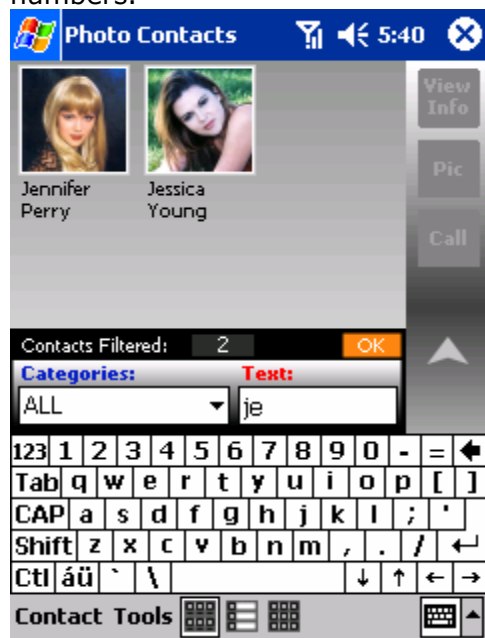 numbers.
Photo Contacts 5:40
View
Info
Pic
Call
Jennifer
Perry
Jessica
Young
Contacts Filtered: 2 OK
Categories: Text:
ALL je
123 1 2 3 4 5 6 7 8 9 0 - =
Tab q w e r t y u i o p [ ]
CAP a s d f g h j k l ; '
Shift z x c v b n m , . /
Ctl áü ` \
Contact Tools